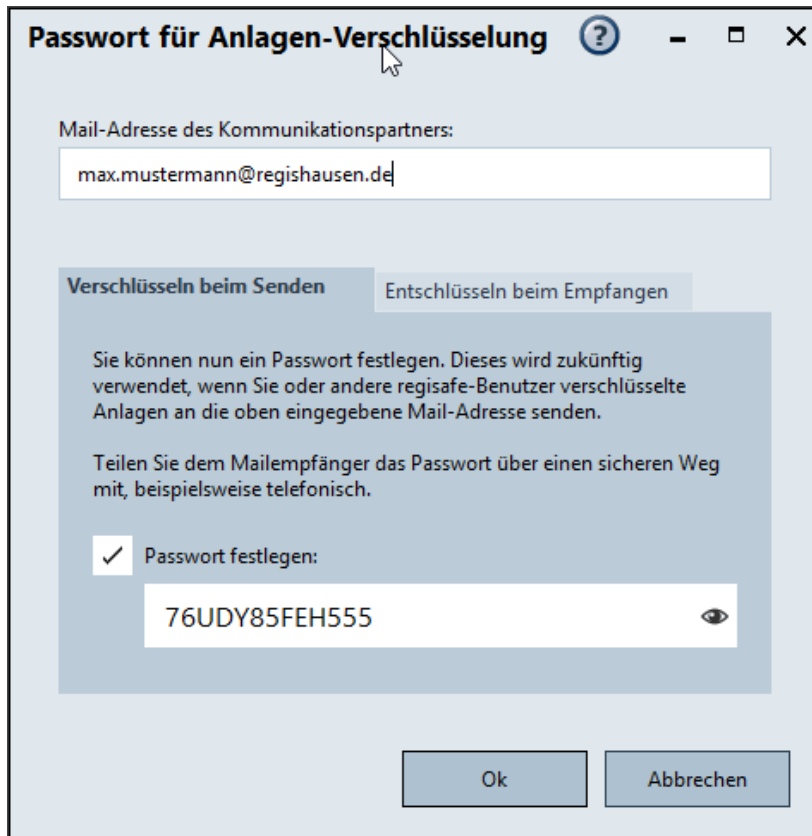 Passwort für Anlagen-Verschlüsselung
Mail-Adresse des Kommunikationspartners:
max.mustermann@regishausen.de
Verschlüsseln beim Senden
Entschlüsseln beim Empfangen
Sie können nun ein Passwort festlegen. Dieses wird zukünftig
verwendet, wenn Sie oder andere regisafe-Benutzer verschlüsselte
Anlagen an die oben eingegebene Mail-Adresse senden.
Teilen Sie dem Mailempfänger das Passwort über einen sicheren Weg
mit, beispielsweise telefonisch.
Passwort festlegen:
76UDY85FEH555
Ok
Abbrechen